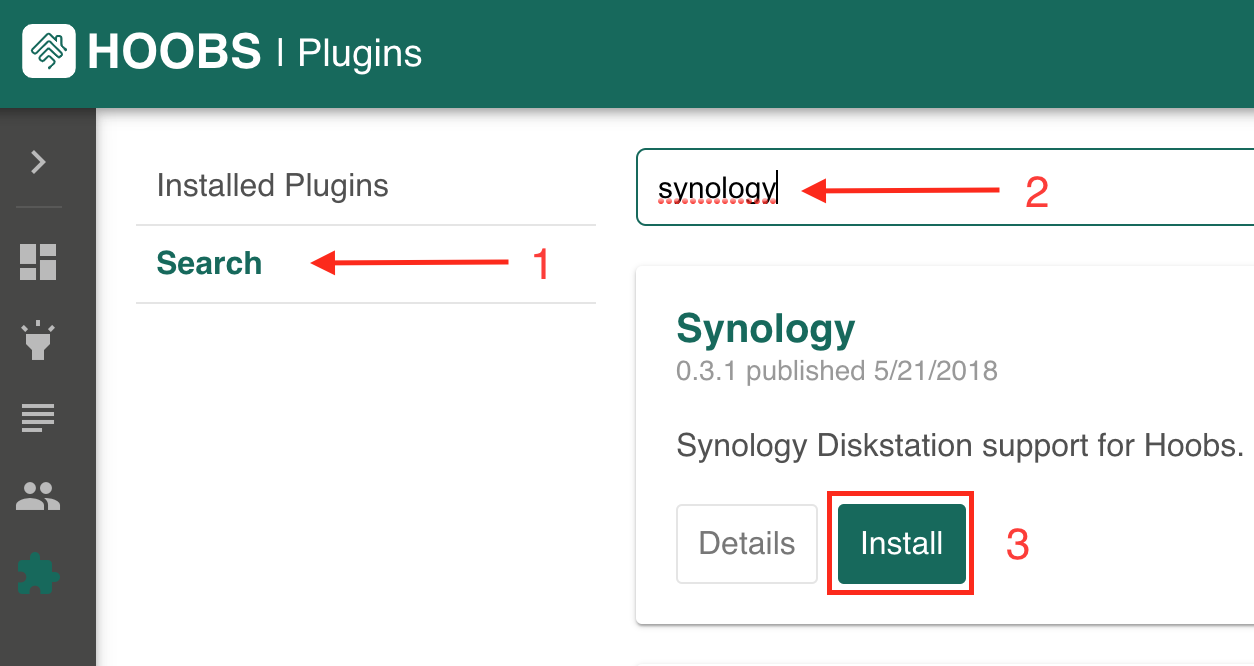 HOOBS | Plugins
Installed Plugins
Search
1
synology
2
Synology
0.3.1 published 5/21/2018
Synology Diskstation support for Hoobs.
Details
Install
3